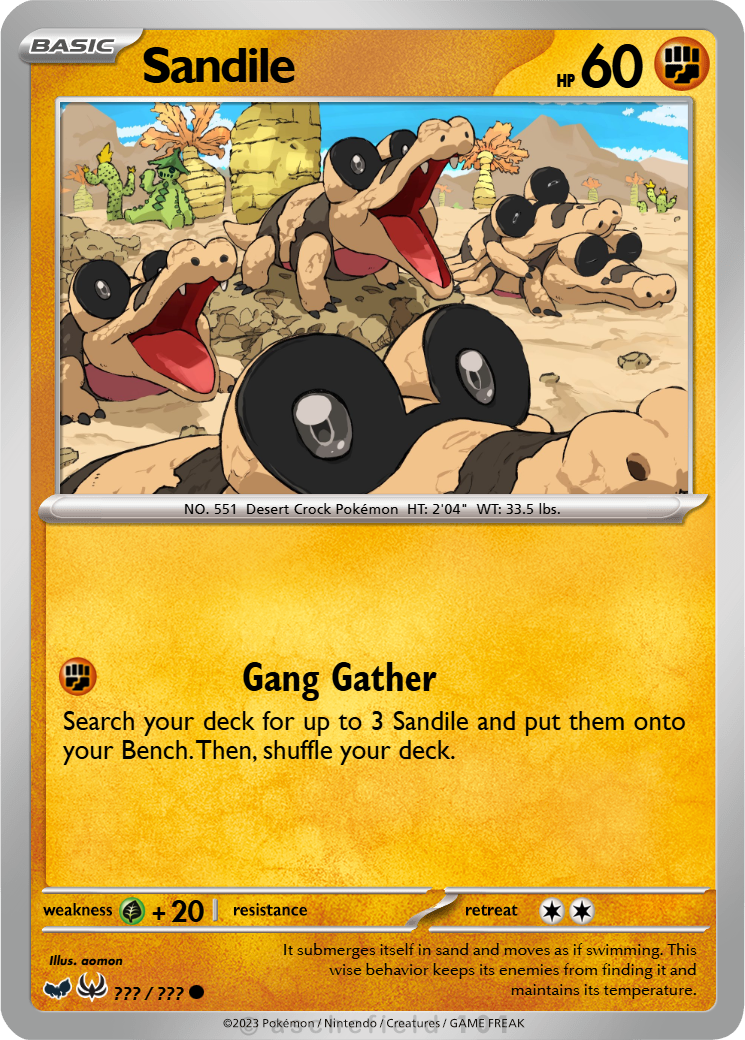 BASIC
Sandile
HP 60
NO. 551 Desert Crock Pokémon HT: 2'04" WT: 33.5 lbs.
Gang Gather
Search your deck for up to 3 Sandile and put them onto
your Bench. Then, shuffle your deck.
weakness + 20 resistance retreat
Illus. aomon
It submerges itself in sand and moves as if swimming. This
wise behavior keeps its enemies from finding it and
maintains its temperature.
??? / ???
©2023 Pokémon / Nintendo / Creatures / GAME FREAK